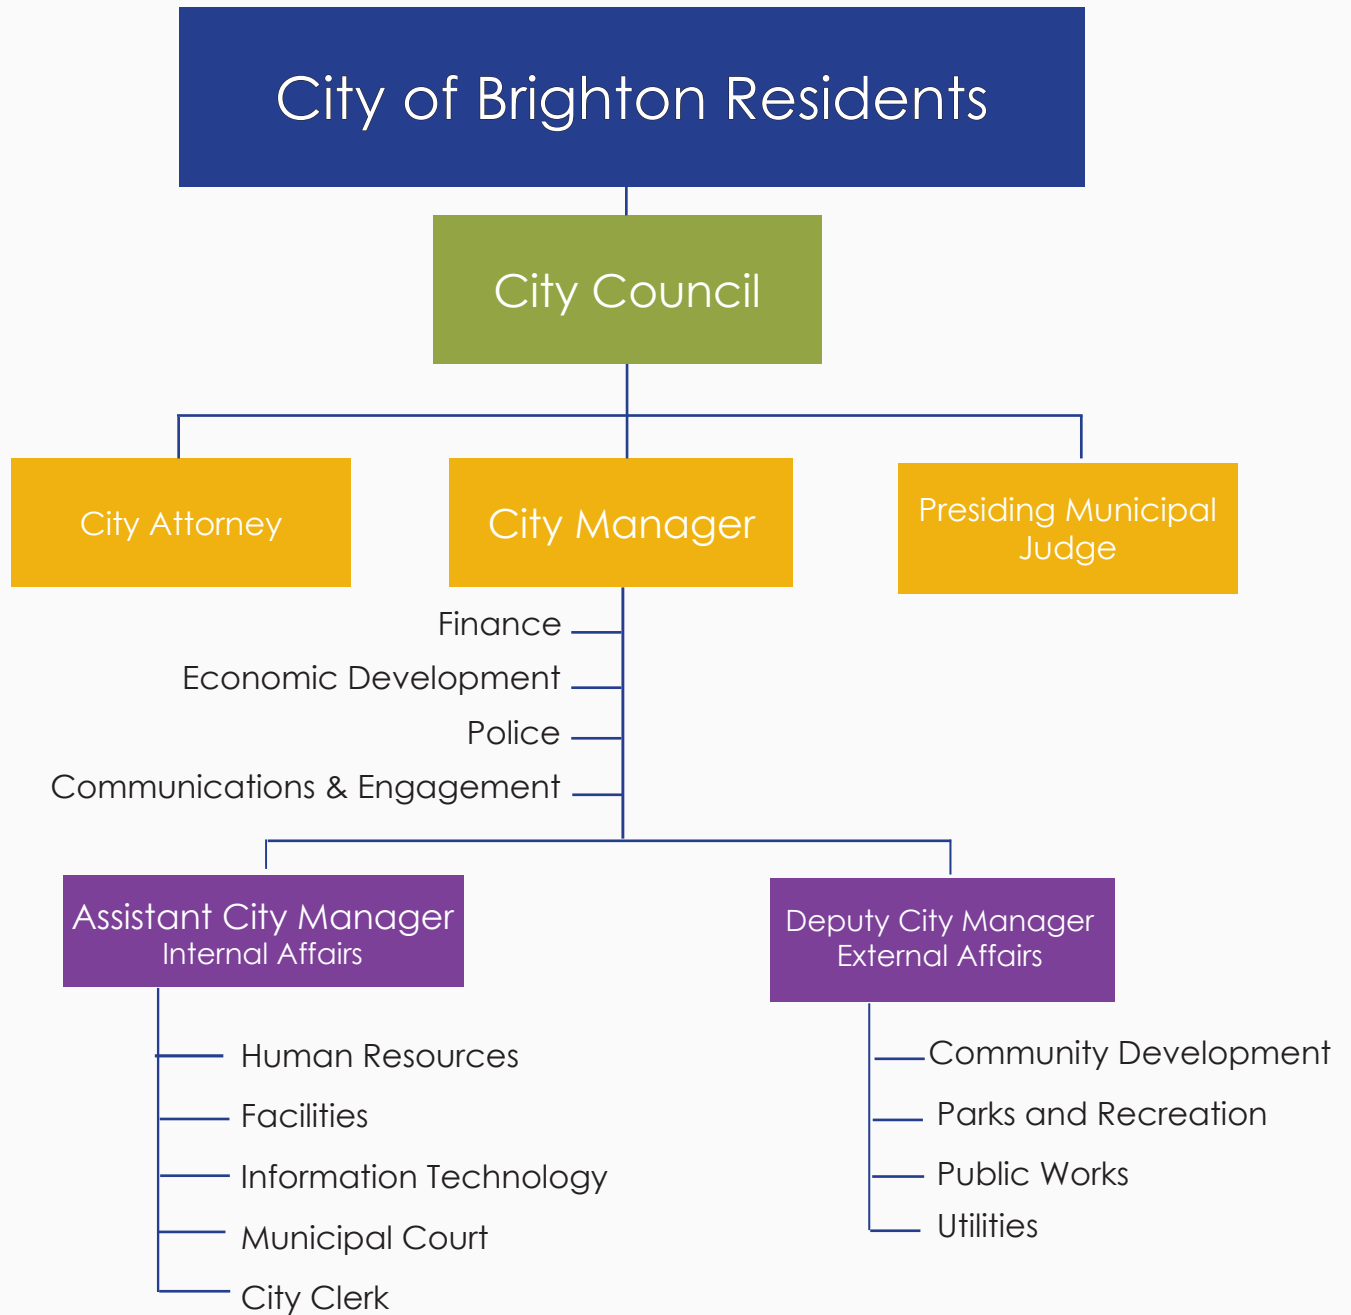 City of Brighton Residents
City Council
City Attorney
City Manager
Presiding Municipal
Judge
Finance
Economic Development
Police
Communications & Engagement
Assistant City Manager
Internal Affairs
Human Resources
Facilities
Information Technology
Municipal Court
City Clerk
Deputy City Manager
External Affairs
Community Development
Parks and Recreation
Public Works
Utilities